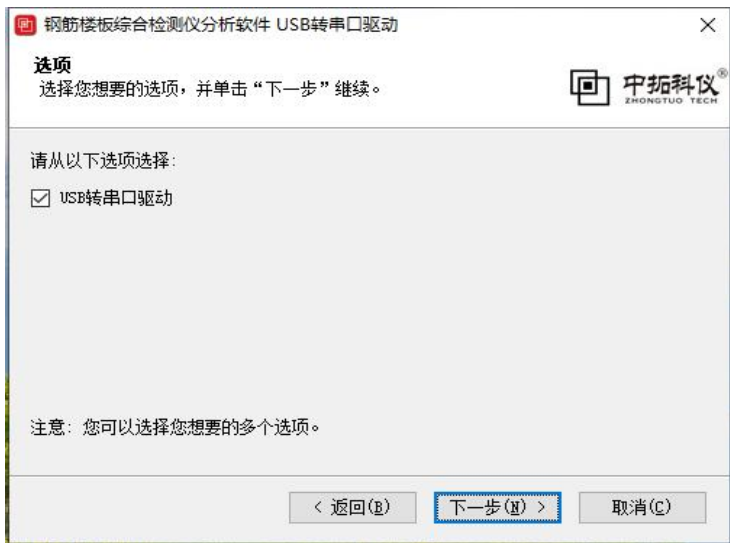 钢筋楼板综合检测仪分析软件 USB转串口驱动
选项
选择您想要的选项，并单击“下一步”继续。
中拓科仪®
ZHONGTUO TECH
请从以下选项选择:
USB转串口驱动
注意: 您可以选择您想要的多个选项。
< 返回(B)
下一步(N) >
取消(C)